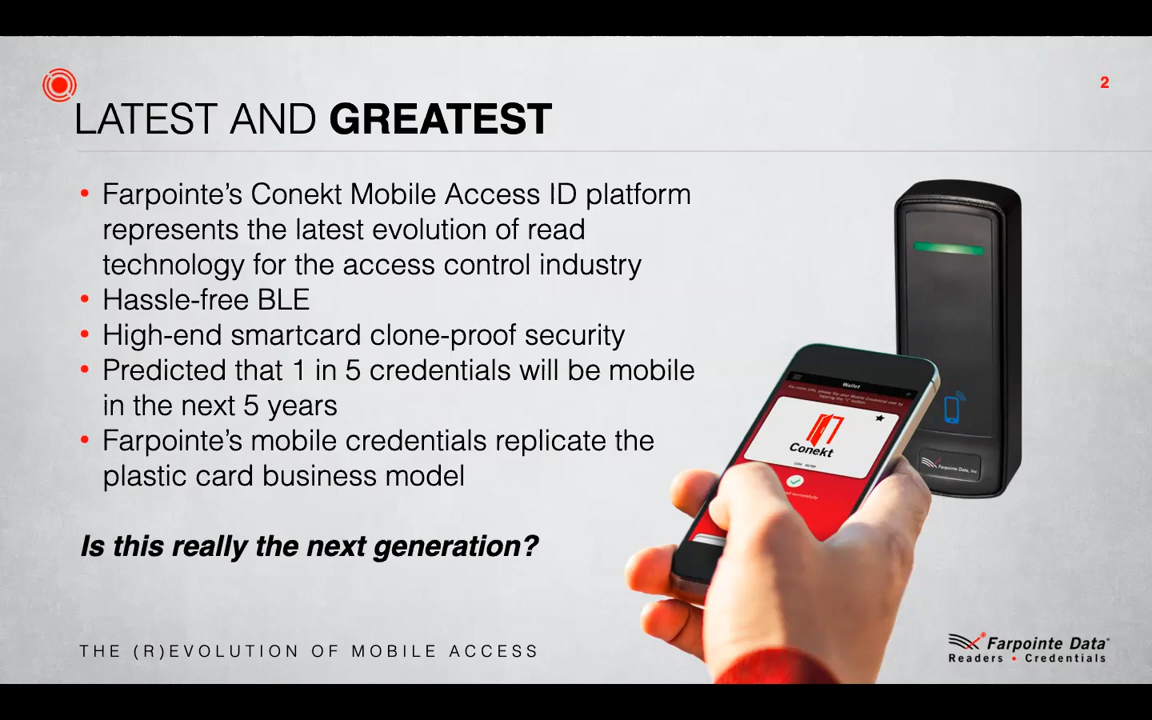 2
LATEST AND GREATEST
• Farpointe’s Conekt Mobile Access ID platform
represents the latest evolution of read
technology for the access control industry
• Hassle-free BLE
• High-end smartcard clone-proof security
• Predicted that 1 in 5 credentials will be mobile
in the next 5 years
• Farpointe’s mobile credentials replicate the
plastic card business model
Is this really the next generation?
Wallet
Conekt
Farpointe Data, Inc
THE (R)EVOLUTION OF MOBILE ACCESS
Farpointe Data
Readers • Credentials